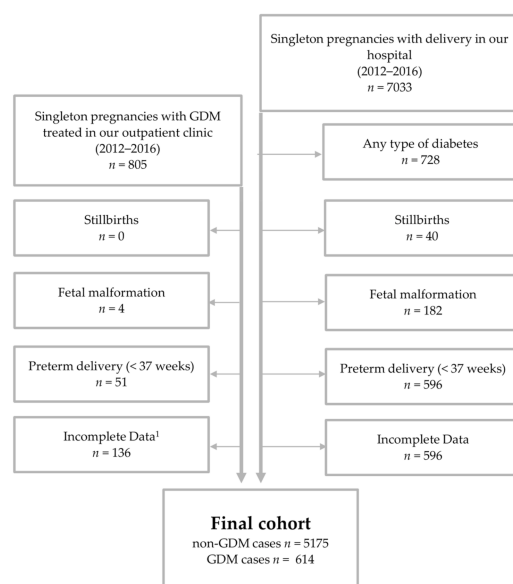 Singleton pregnancies with delivery in our
hospital
(2012–2016)
n = 7033
Singleton pregnancies with GDM
treated in our outpatient clinic
(2012–2016)
n = 805
Any type of diabetes
n = 728
Stillbirths
n = 0
Stillbirths
n = 40
Fetal malformation
n = 4
Fetal malformation
n = 182
Preterm delivery (< 37 weeks)
n = 51
Preterm delivery (< 37 weeks)
n = 596
Incomplete Data¹
n = 136
Incomplete Data
n = 596
Final cohort
non-GDM cases n = 5175
GDM cases n = 614